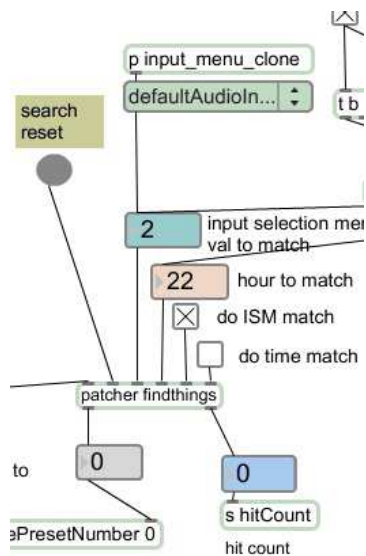 p input_menu_clone
defaultAudioIn...
search
reset
t b
2
input selection me
val to match
22
hour to match
do ISM match
do time match
patcher findthings
to
0
0
ePresetNumber 0
s hitCount
hit count